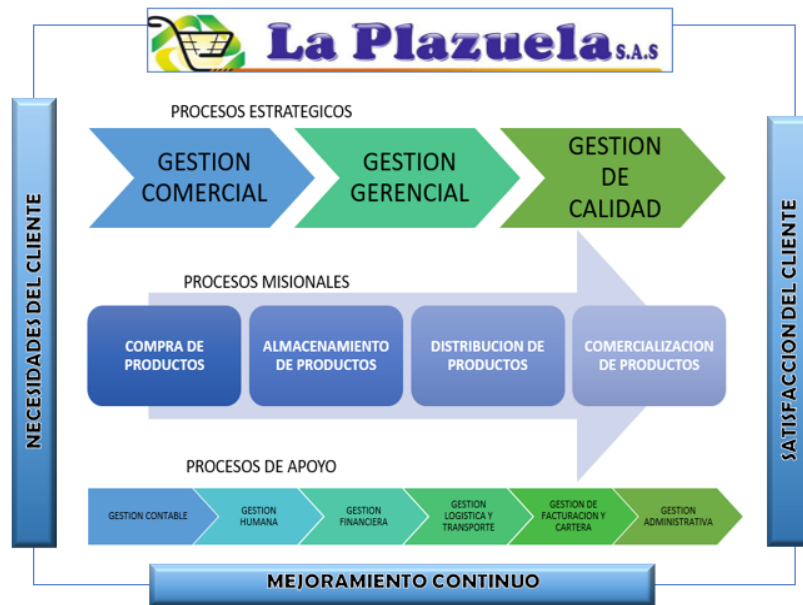 La Plazuela S.A.S
PROCESOS ESTRATEGICOS
GESTION
COMERCIAL
GESTION
GERENCIAL
GESTION
DE
CALIDAD
NECESIDADES DEL CLIENTE
SATISFACCION DEL CLIENTE
PROCESOS MISIONALES
COMPRA DE
PRODUCTOS
ALMACENAMIENTO
DE PRODUCTOS
DISTRIBUCION DE
PRODUCTOS
COMERCIALIZACION
DE PRODUCTOS
PROCESOS DE APOYO
GESTION CONTABLE
GESTION
HUMANA
GESTION
FINANCIERA
GESTION
LOGISTICA Y
TRANSPORTE
GESTION DE
FACTURACION Y
CARTERA
GESTION
ADMINISTRATIVA
MEJORAMIENTO CONTINUO